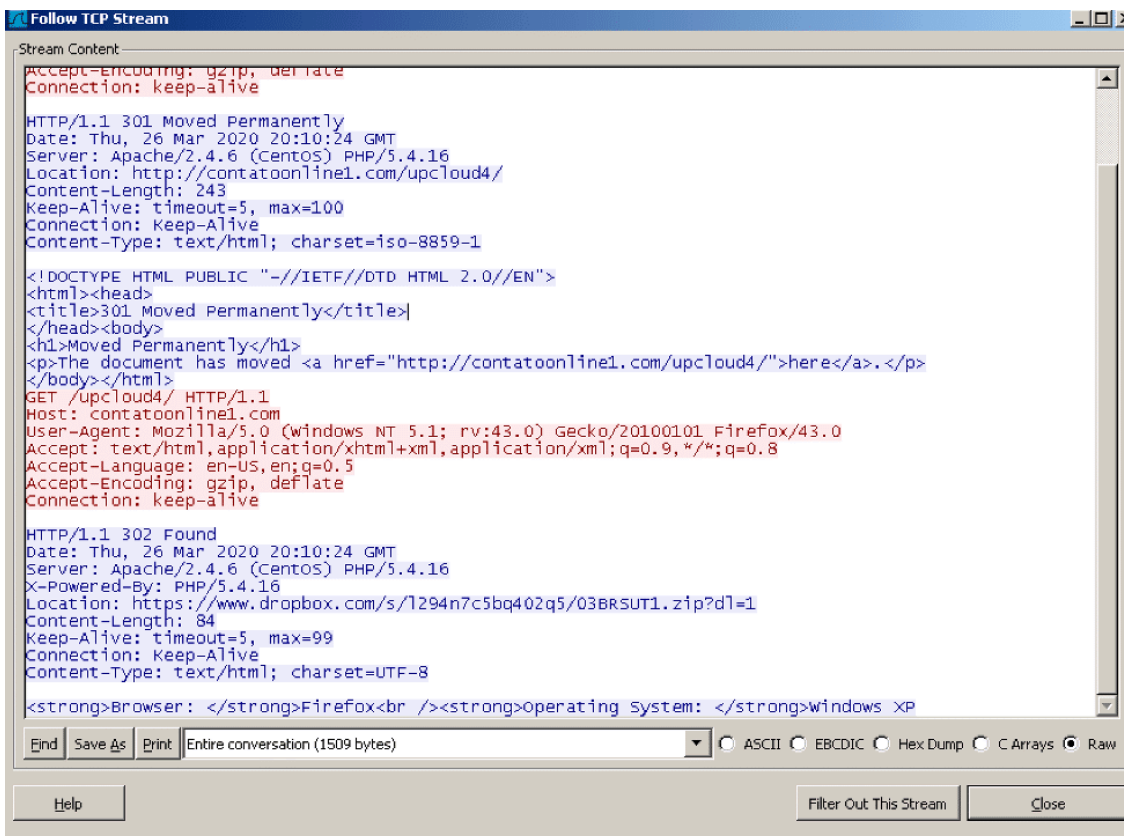 Follow TCP Stream
Stream Content
Accept-Encoding: gzip, deflate
Connection: keep-alive
HTTP/1.1 301 Moved Permanently
Date: Thu, 26 Mar 2020 20:10:24 GMT
Server: Apache/2.4.6 (CentOS) PHP/5.4.16
Location: http://contatoonline1.com/upcloud4/
Content-Length: 243
Keep-Alive: timeout=5, max=100
Connection: Keep-Alive
Content-Type: text/html; charset=iso-8859-1
<!DOCTYPE HTML PUBLIC "-//IETF//DTD HTML 2.0//EN">
<html><head>
<title>301 Moved Permanently</title>
</head><body>
<h1>Moved Permanently</h1>
<p>The document has moved <a href="http://contatoonline1.com/upcloud4/">here</a>.</p>
</body></html>
GET /upcloud4/ HTTP/1.1
Host: contatoonline1.com
User-Agent: Mozilla/5.0 (Windows NT 5.1; rv:43.0) Gecko/20100101 Firefox/43.0
Accept: text/html,application/xhtml+xml,application/xml;q=0.9,*/*;q=0.8
Accept-Language: en-US,en;q=0.5
Accept-Encoding: gzip, deflate
Connection: keep-alive
HTTP/1.1 302 Found
Date: Thu, 26 Mar 2020 20:10:24 GMT
Server: Apache/2.4.6 (CentOS) PHP/5.4.16
X-Powered-By: PHP/5.4.16
Location: https://www.dropbox.com/s/l294n7c5bq402q5/03BRSUT1.zip?dl=1
Content-Length: 84
Keep-Alive: timeout=5, max=99
Connection: Keep-Alive
Content-Type: text/html; charset=UTF-8
<strong>Browser: </strong>Firefox<br /><strong>Operating System: </strong>Windows XP
Find Save As Print Entire conversation (1509 bytes) ASCII EBCDIC Hex Dump C Arrays Raw
Help Filter Out This Stream Close